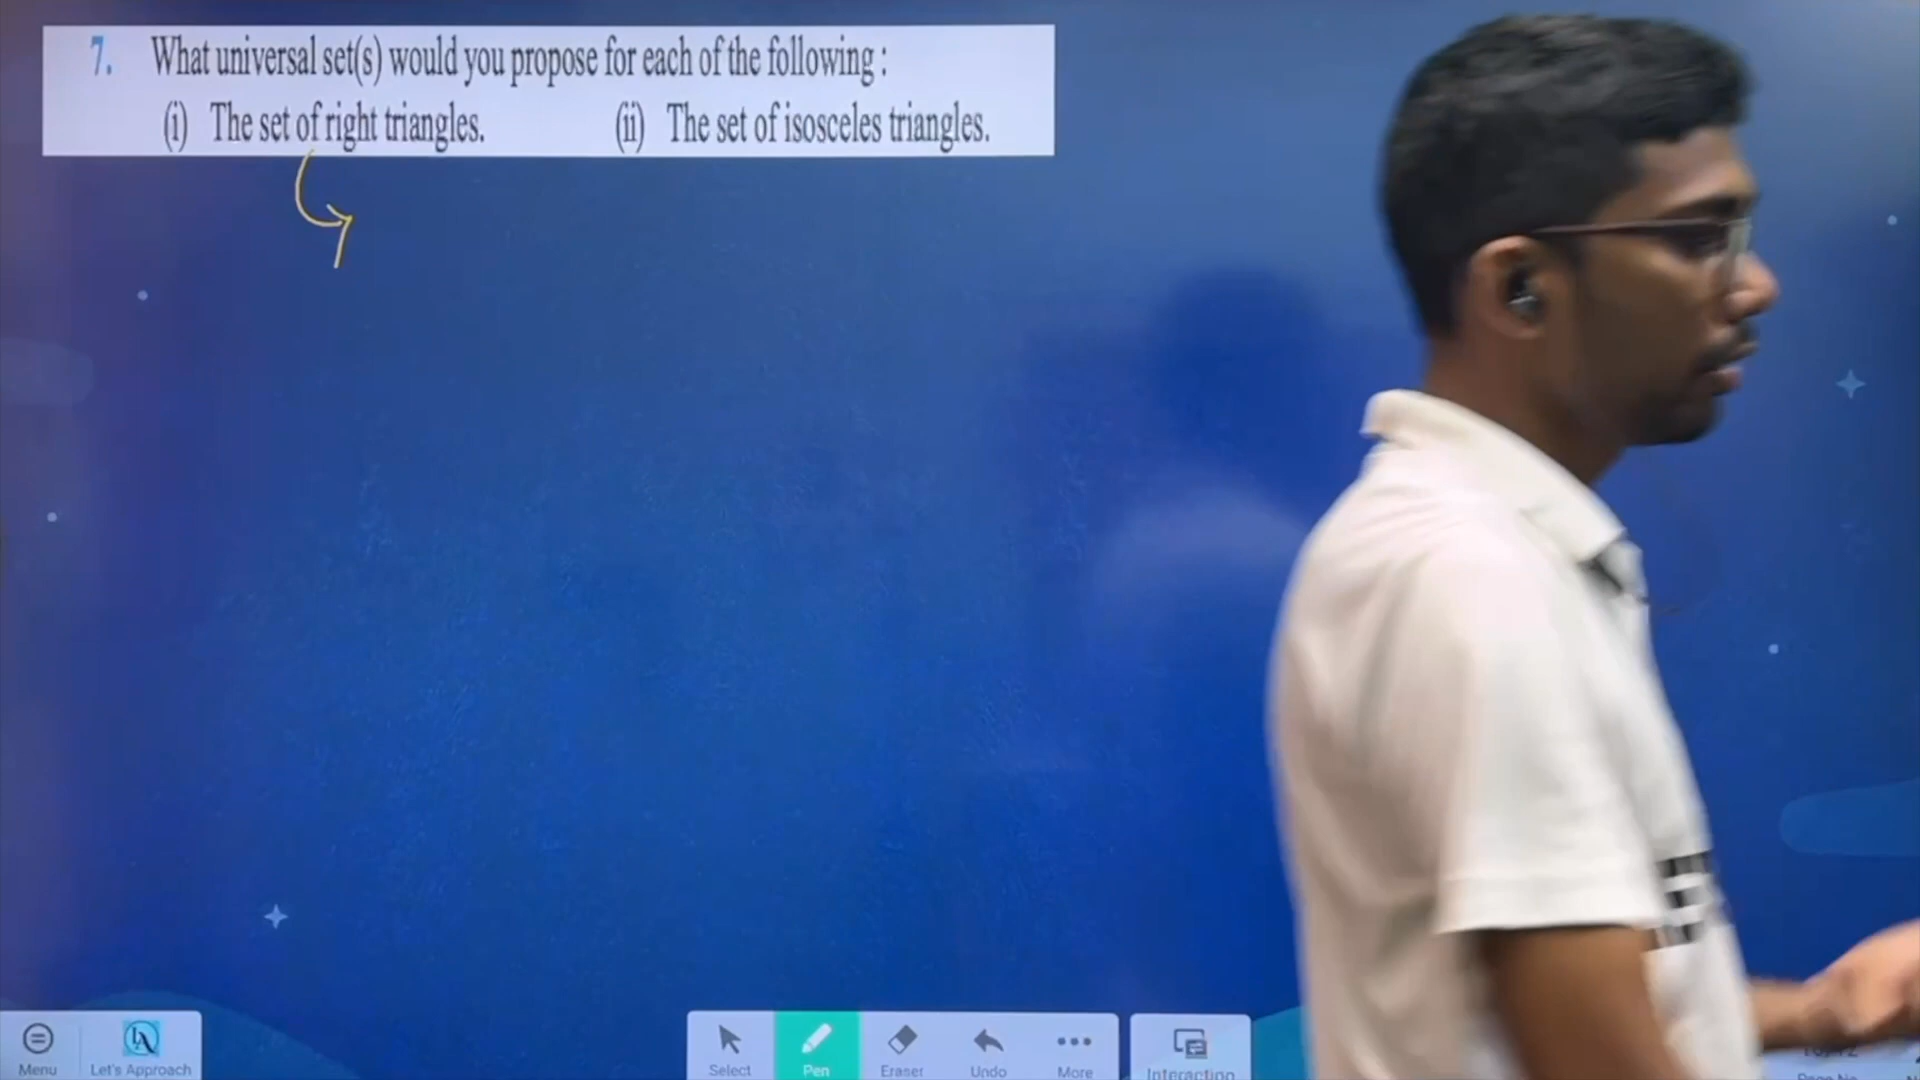 7. What universal set(s) would you propose for each of the following :
(i) The set of right triangles. (ii) The set of isosceles triangles.
Menu Let's Approach Select Pen Eraser Undo More Interaction